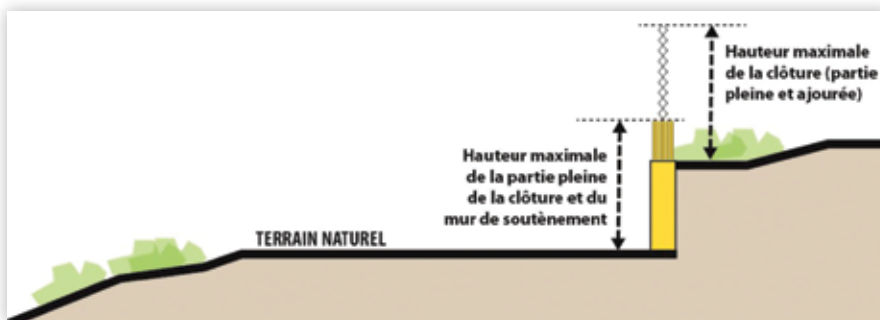 Hauteur maximale
de la clôture (partie
pleine et ajourée)
Hauteur maximale
de la partie pleine
de la clôture et du
mur de soutènement
TERRAIN NATUREL